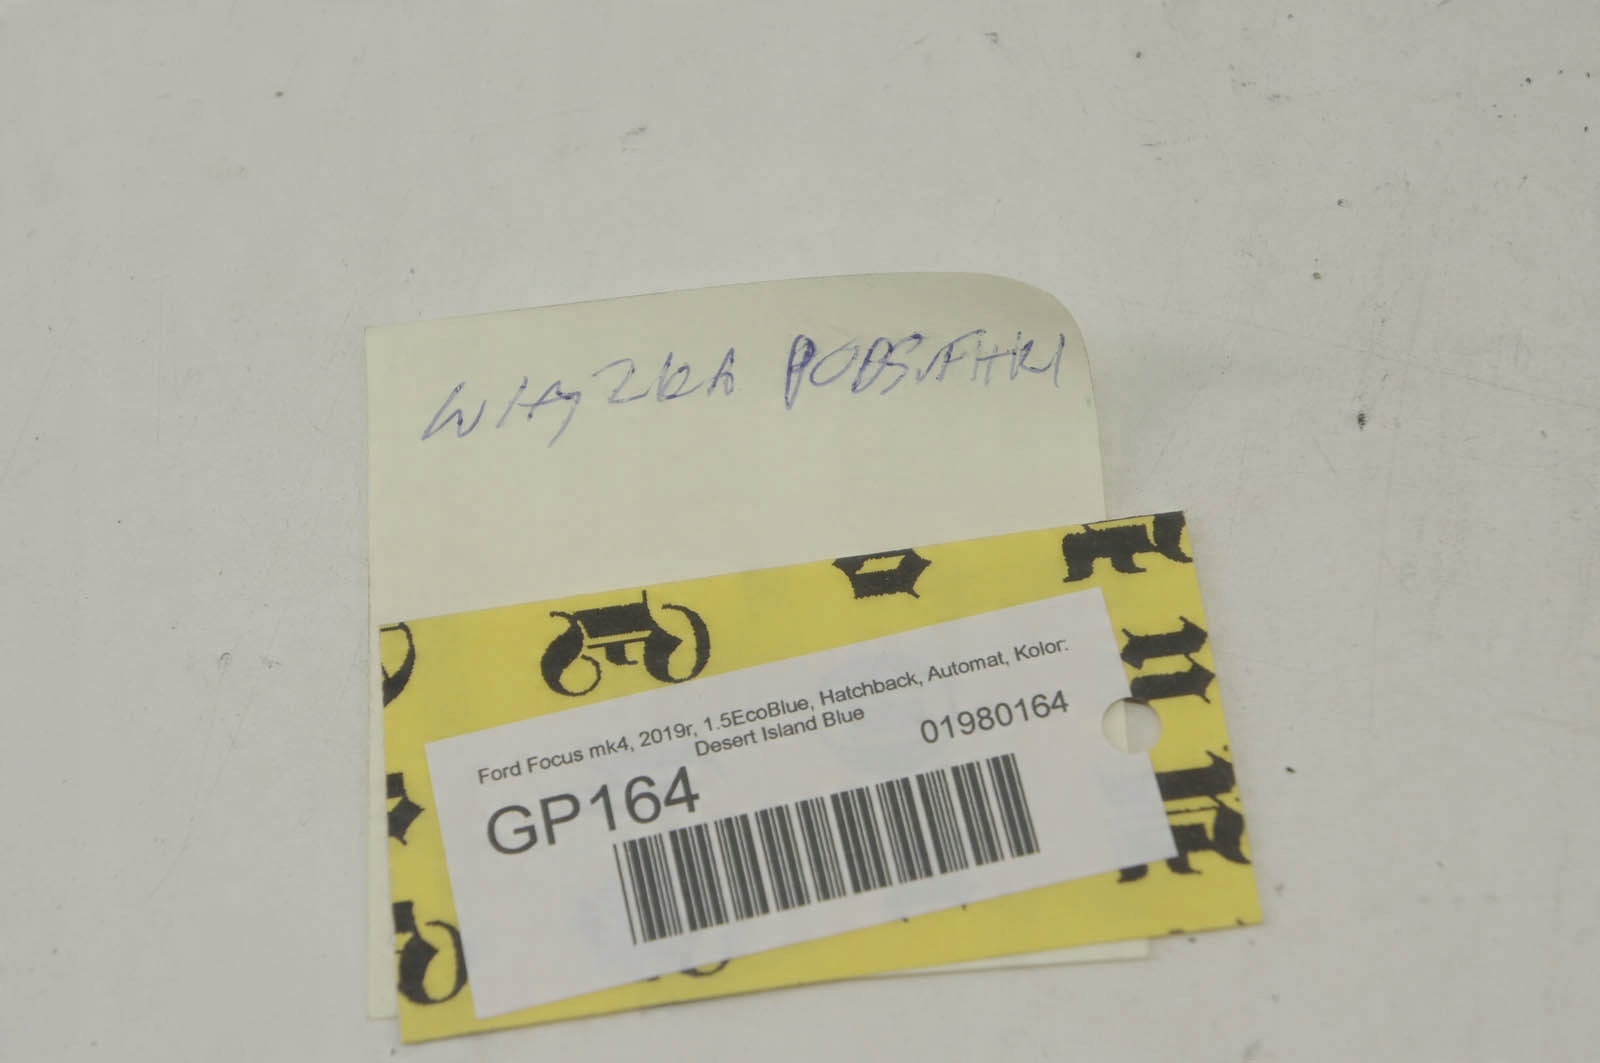 WIĄZKA PODSUFITKI
Ford Focus mk4, 2019r, 1.5EcoBlue, Hatchback, Automat, Kolor:
Desert Island Blue
01980164
GP164